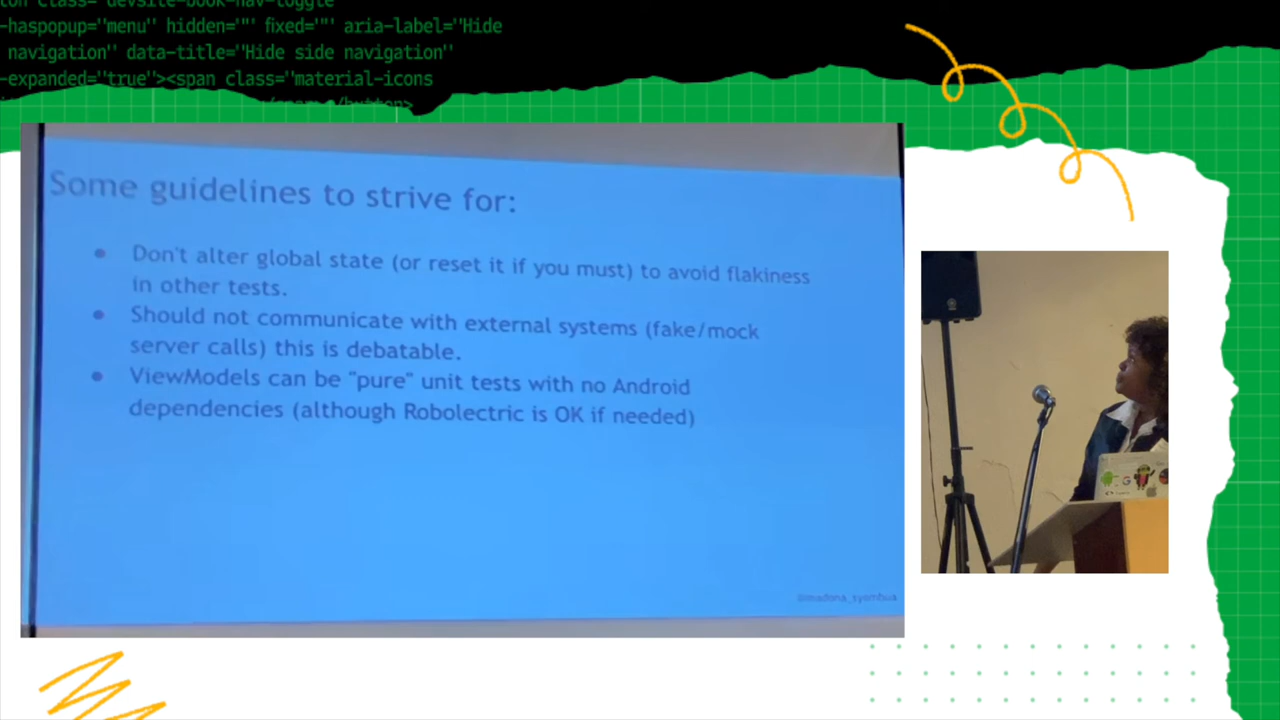 -haspopup="menu" hidden="" fixed="" aria-label="Hide
navigation" data-title="Hide side navigation"
-expanded="true"><span class="material-icons
Some guidelines to strive for:
• Don't alter global state (or reset it if you must) to avoid flakiness
in other tests.
• Should not communicate with external systems (fake/mock
server calls) this is debatable.
• ViewModels can be "pure" unit tests with no Android
dependencies (although Robolectric is OK if needed)
@madona_syombua